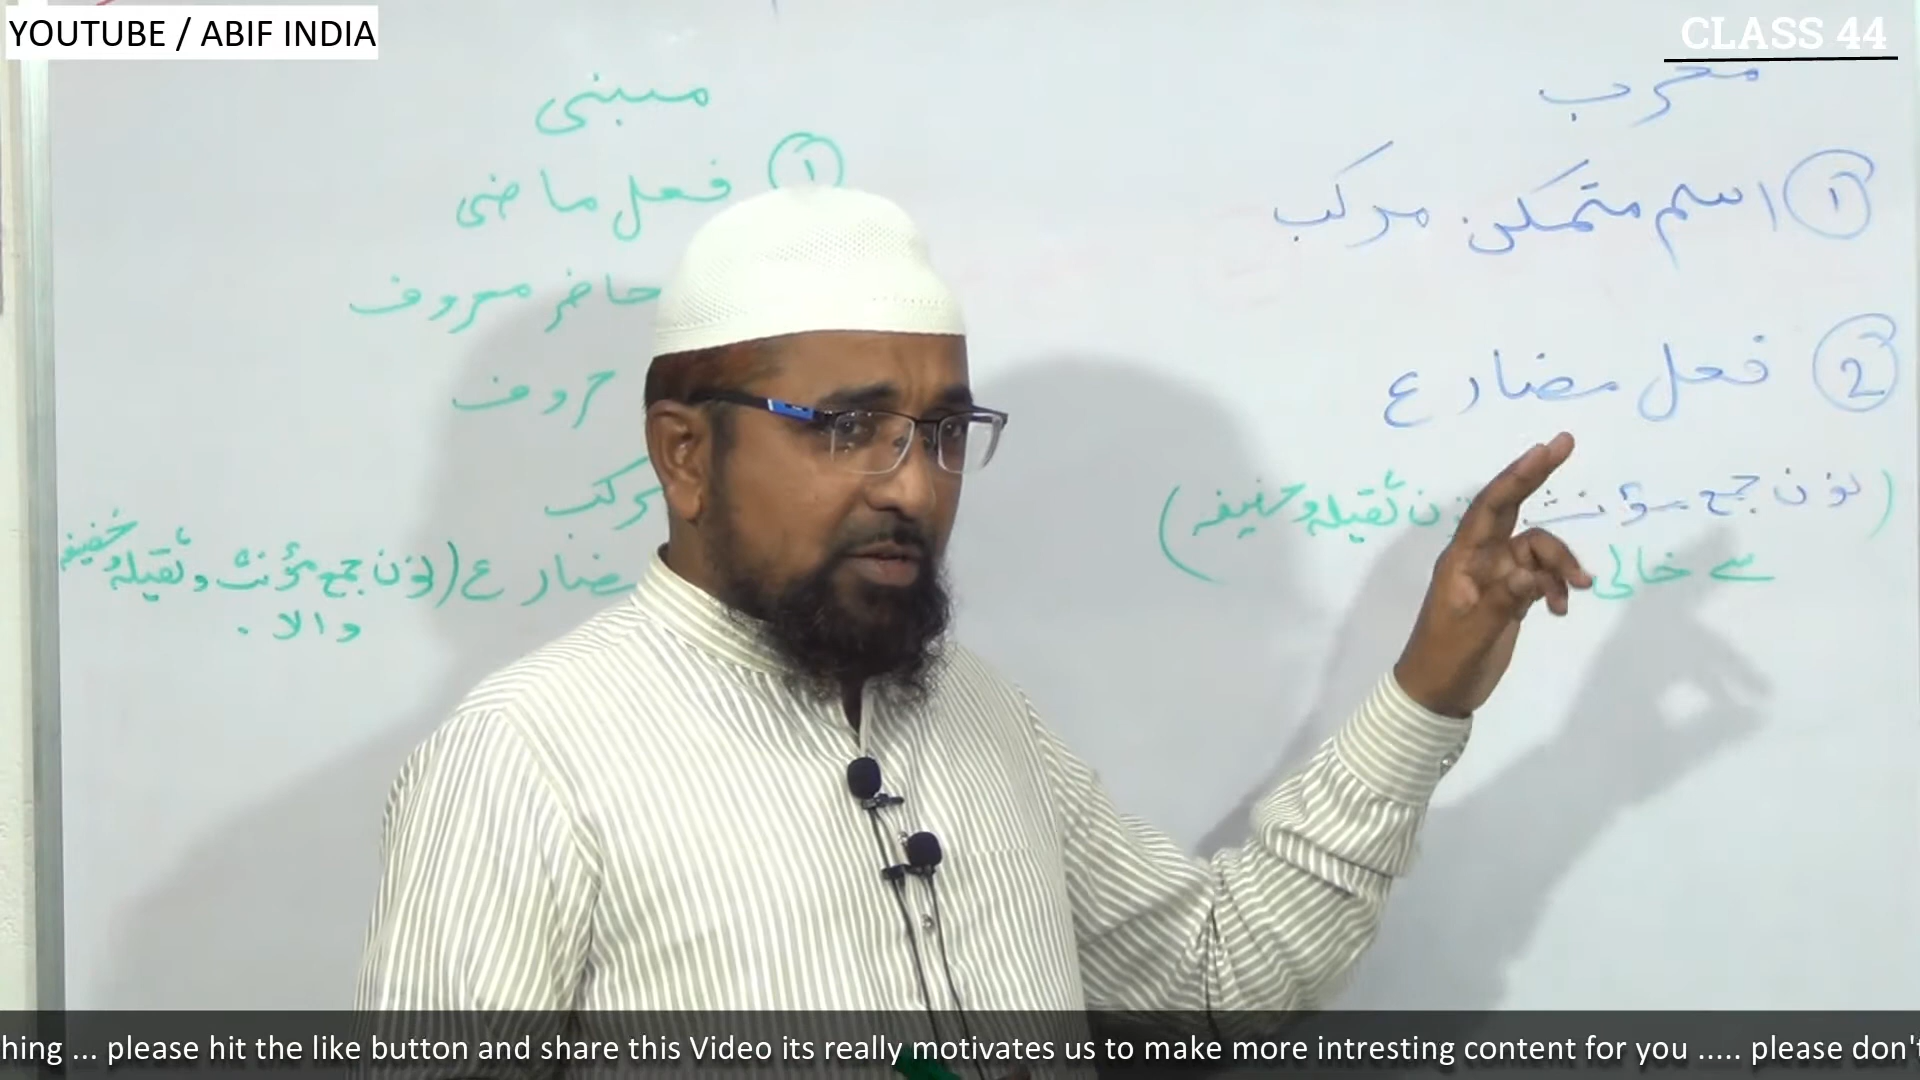 YOUTUBE / ABIF INDIA
CLASS 44
معرب
① اسم متمکن مرکب
② فعل مضارع
(نون جمع مؤنث نون ثقیلہ وخفیفہ)
سے خالی
مبنی
① فعل ماضی
حاضر معروف
حروف
مرکب
مضارع (نون جمع مؤنث و ثقیلہ وخفیفہ
والا۔
hing ... please hit the like button and share this Video its really motivates us to make more intresting content for you ..... please don't